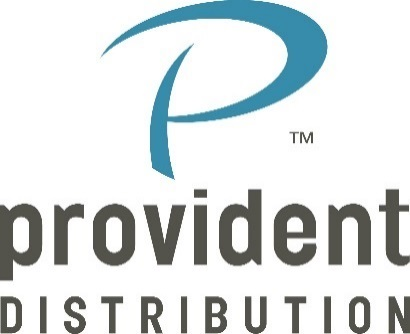 P
TM
provident
DISTRIBUTION